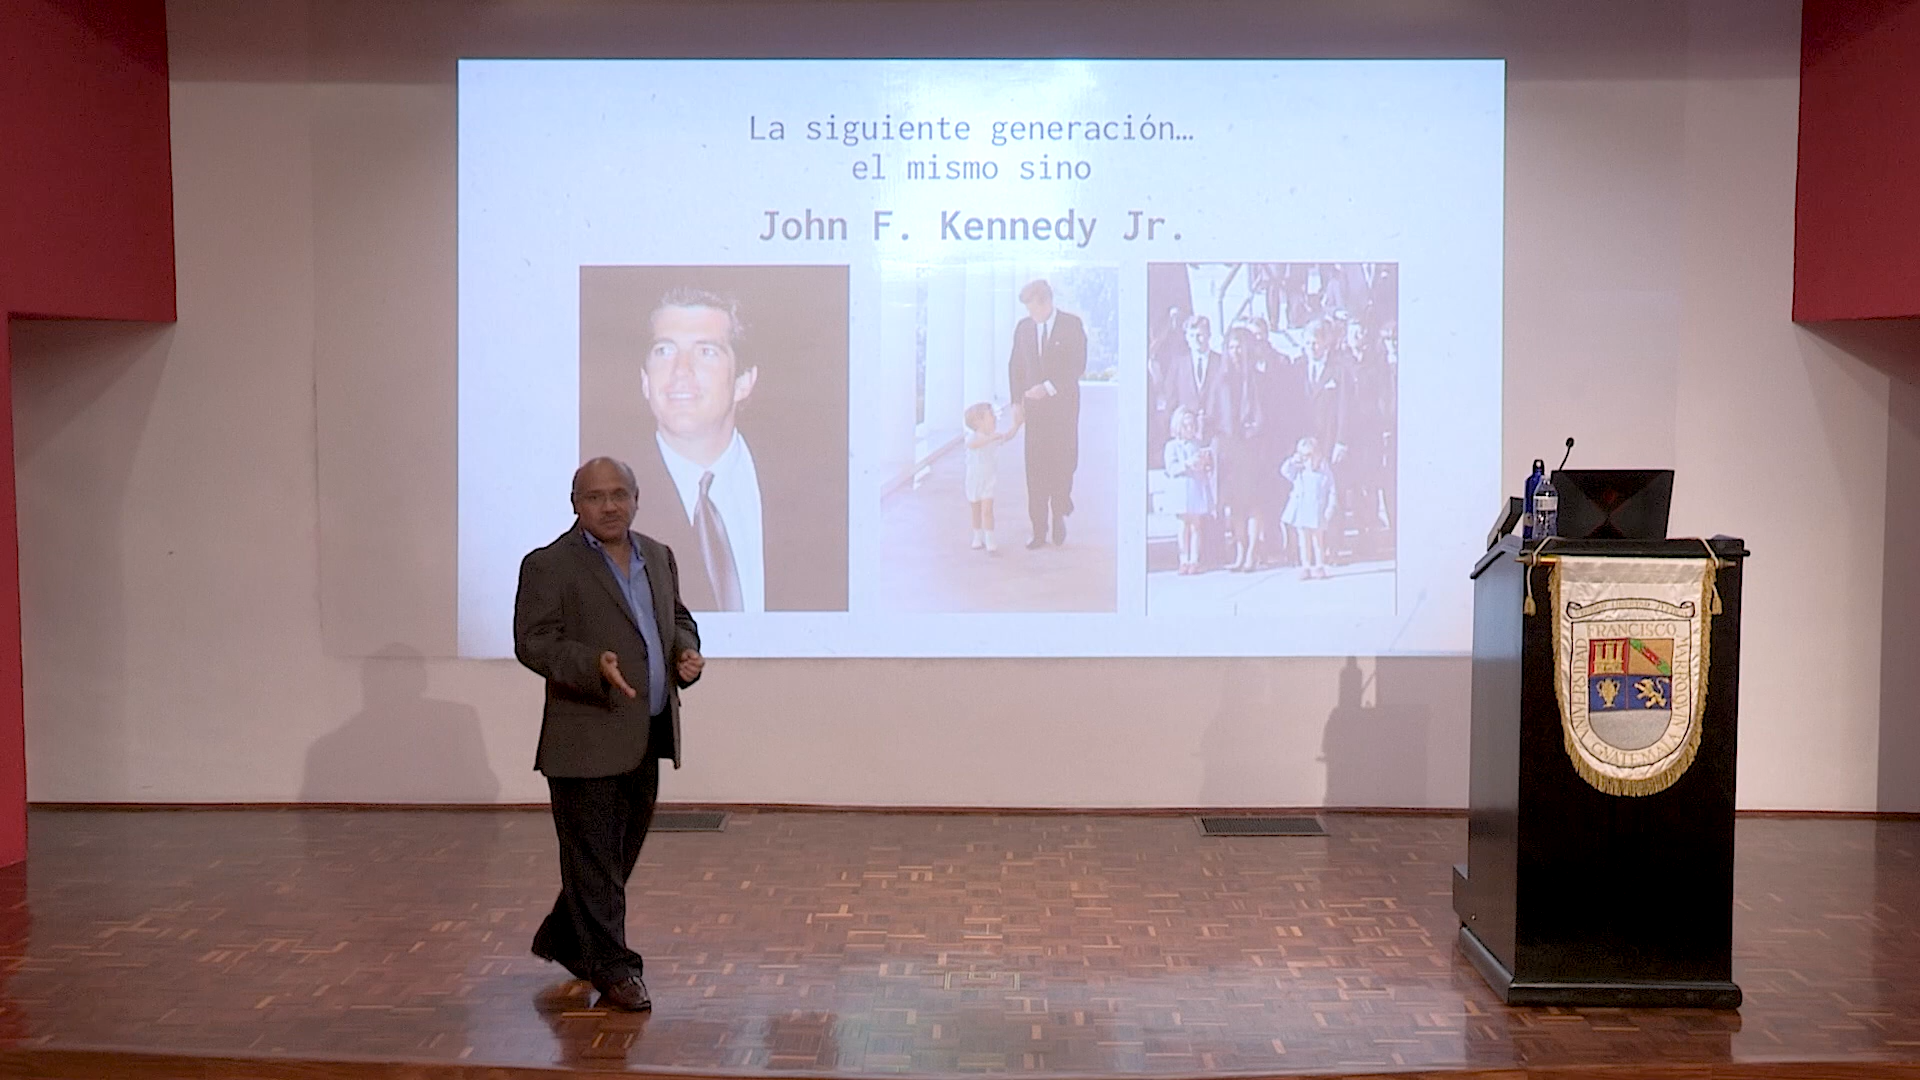 La siguiente generación…
el mismo sino
John F. Kennedy Jr.
UNIVERSIDAD
FRANCISCO
MARROQUÍN
GUATEMALA